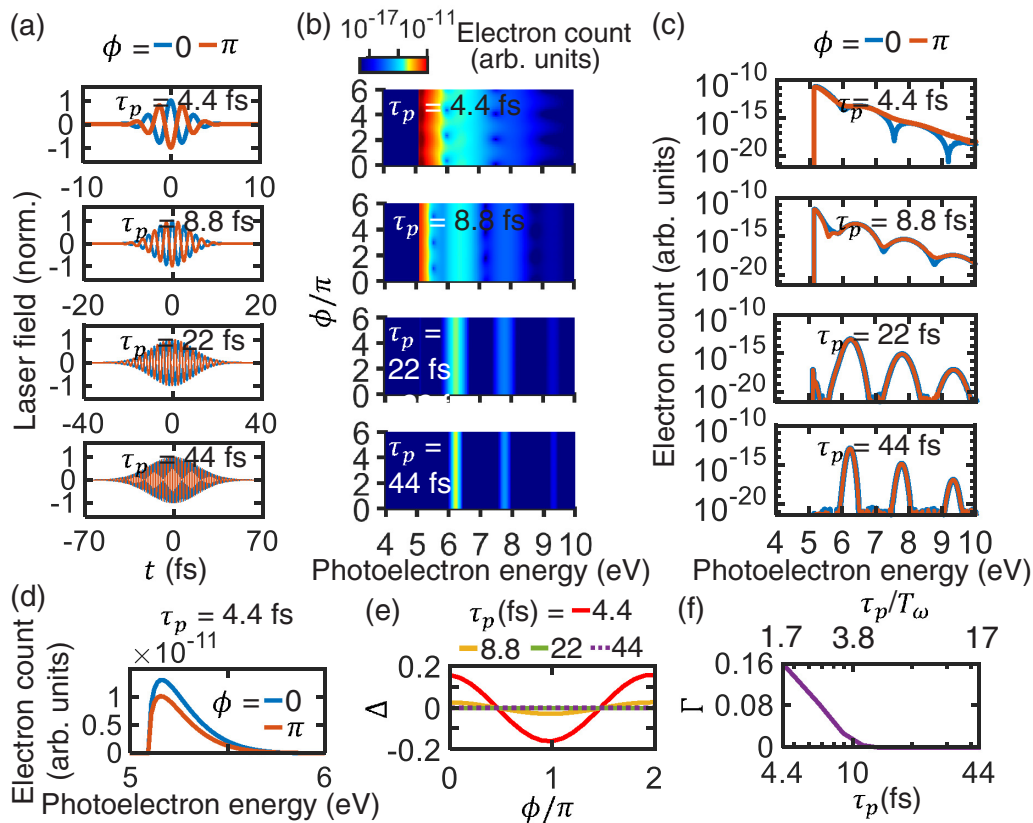 (a)
ϕ = 0 π
τp = 4.4 fs
1
0
-1
-10 0 10
τp = 8.8 fs
1
0
-1
-20 0 20
τp = 22 fs
1
0
-1
-40 0 40
τp = 44 fs
1
0
-1
-70 0 70
t (fs)
Laser field (norm.)
(b)
10-17 10-11
Electron count
(arb. units)
6
4
2
0
τp = 4.4 fs
6
4
2
0
τp = 8.8 fs
6
4
2
0
τp =
22 fs
6
4
2
0
τp =
44 fs
4 5 6 7 8 9 10
Photoelectron energy (eV)
ϕ/π
(c)
ϕ = 0 π
10-10
10-15
10-20
τp = 4.4 fs
10-15
10-20
τp = 8.8 fs
10-10
10-15
10-20
τp = 22 fs
10-10
10-15
10-20
τp = 44 fs
4 5 6 7 8 9 10
Photoelectron energy (eV)
Electron count (arb. units)
(d)
τp = 4.4 fs
×10-11
1
0.5
0
ϕ = 0
π
5 6
Photoelectron energy (eV)
Electron count
(arb. units)
(e)
τp(fs) = 4.4
8.8 22 44
0.2
0
-0.2
0 1 2
ϕ/π
Δ
(f)
τp/Tω
1.7 3.8 17
0.16
0.08
0
4.4 10 44
τp(fs)
Γ